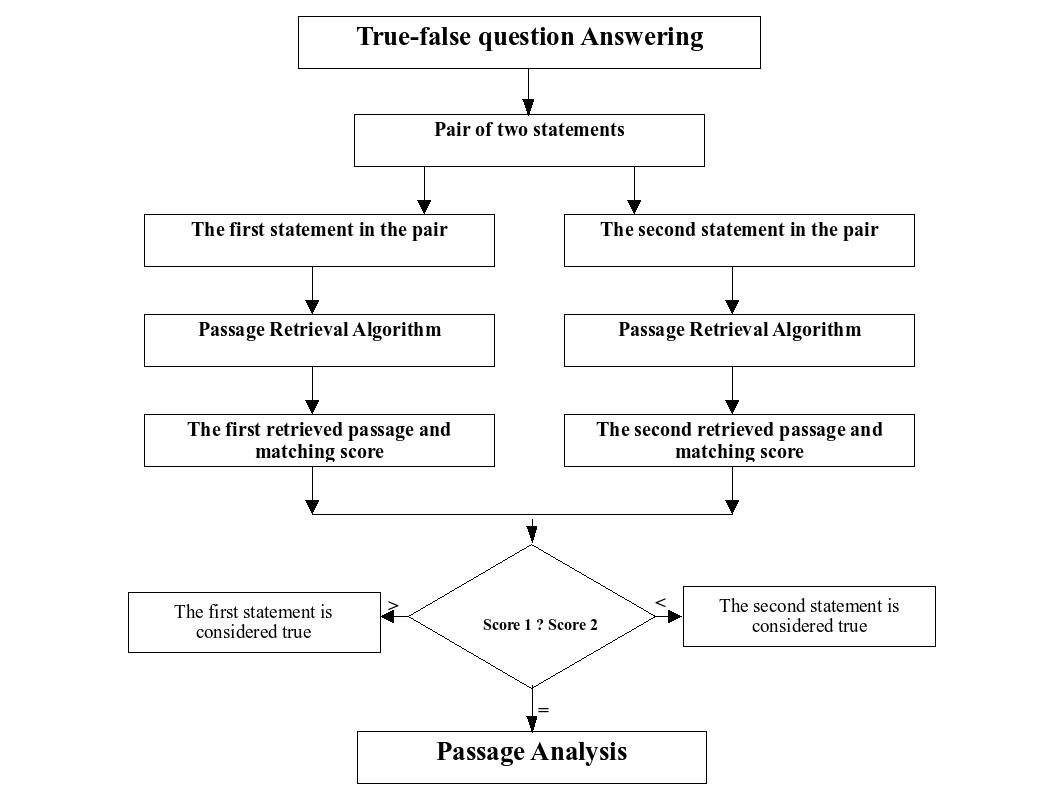 True-false question Answering
Pair of two statements
The first statement in the pair
The second statement in the pair
Passage Retrieval Algorithm
Passage Retrieval Algorithm
The first retrieved passage and
matching score
The second retrieved passage and
matching score
>
<
The first statement is
considered true
Score 1 ? Score 2
The second statement is
considered true
=
Passage Analysis